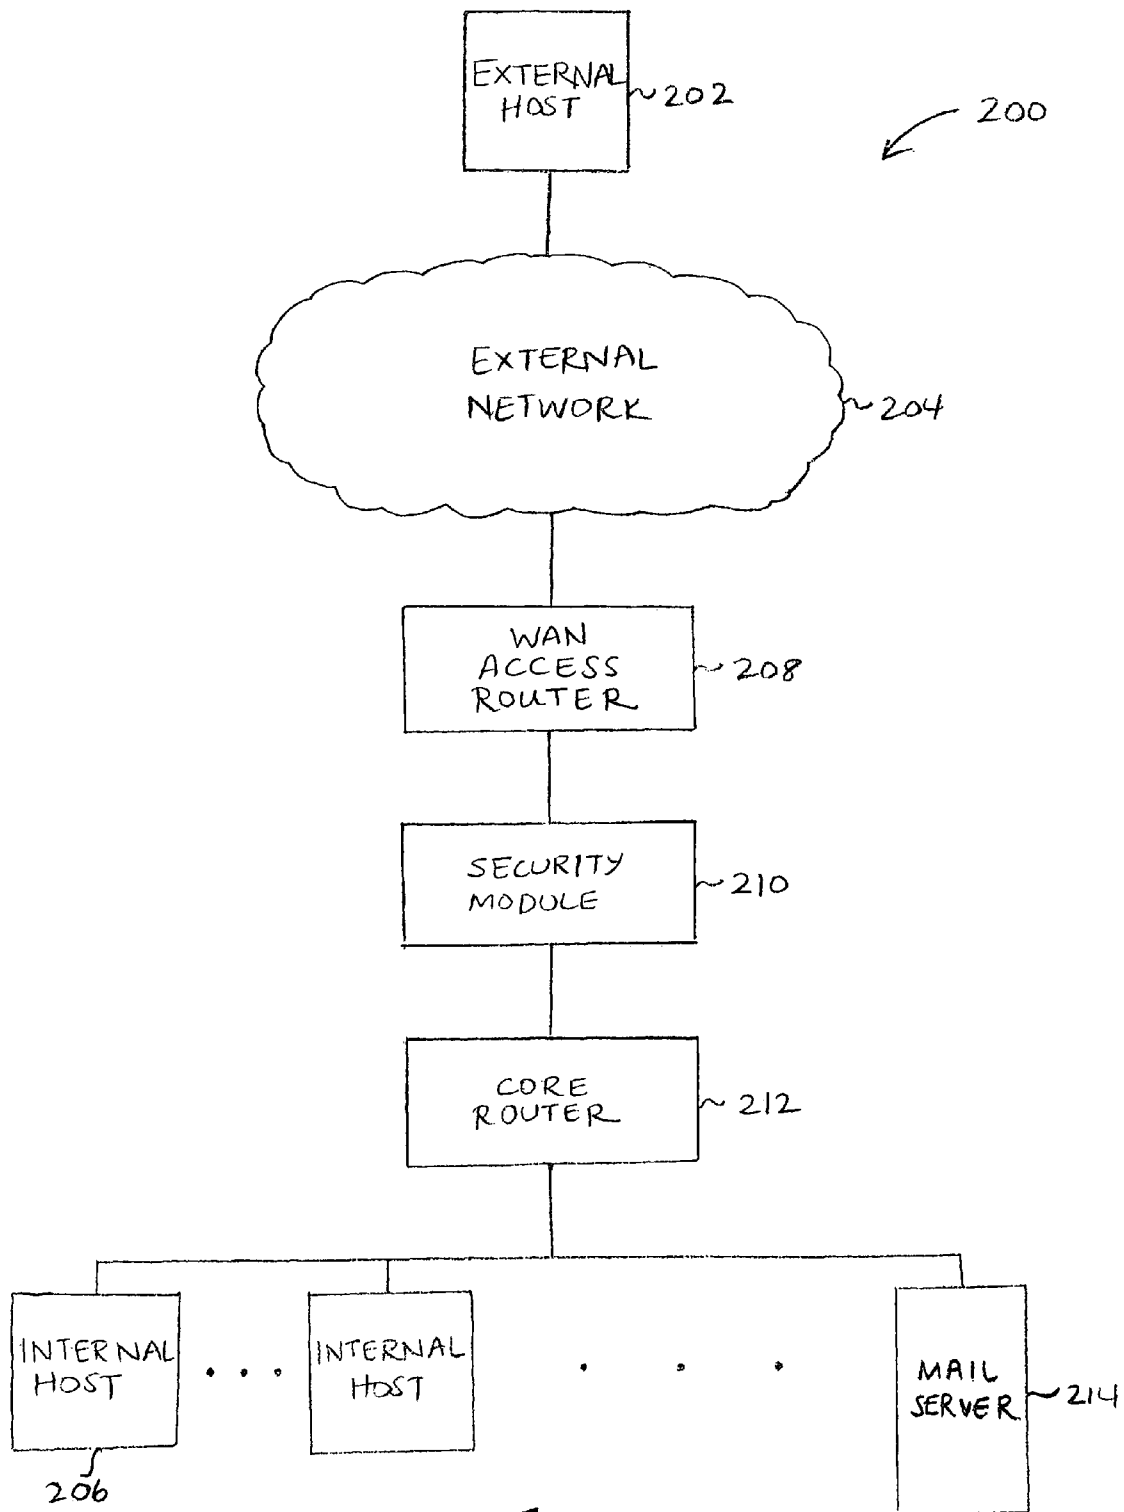 EXTERNAL
HOST
202
200
EXTERNAL
NETWORK
204
WAN
ACCESS
ROUTER
208
SECURITY
MODULE
210
CORE
ROUTER
212
INTERNAL
HOST
INTERNAL
HOST
MAIL
SERVER
214
206